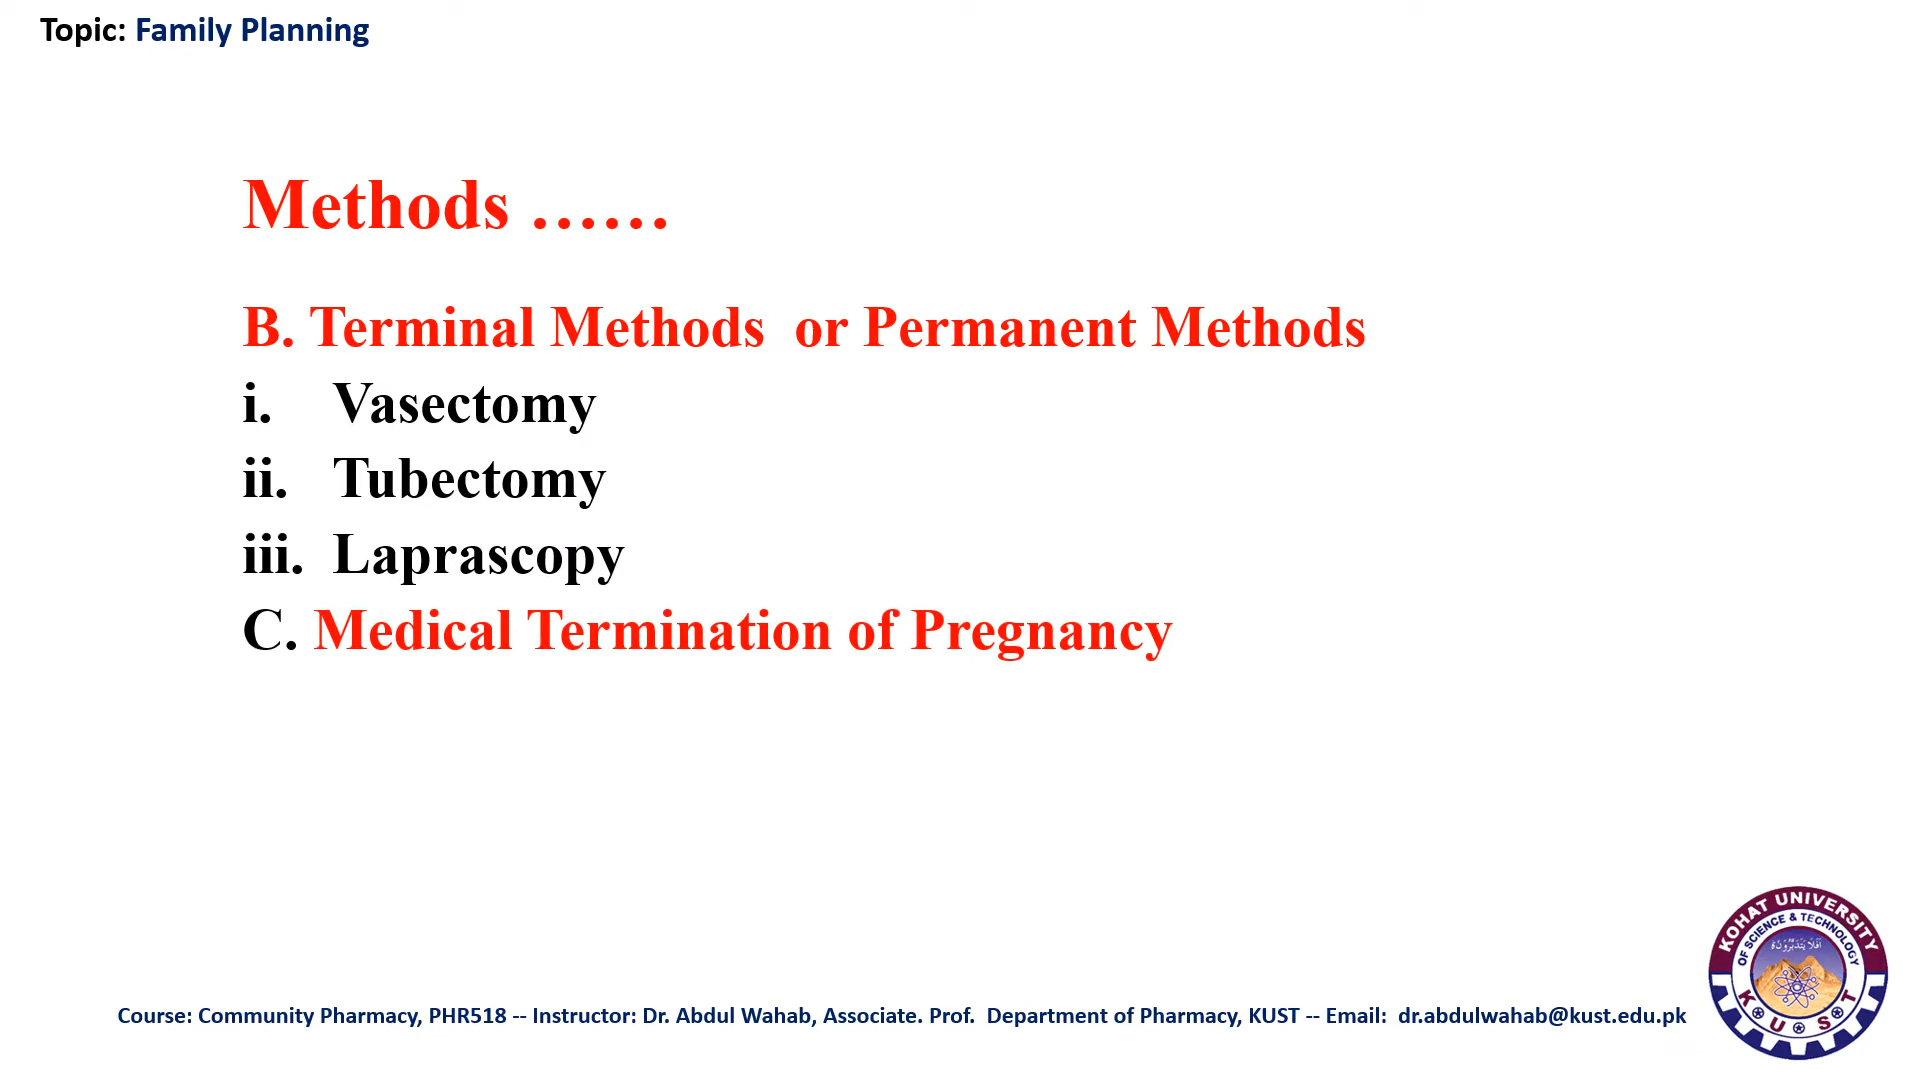 Topic: Family Planning
Methods ......
B. Terminal Methods or Permanent Methods
i. Vasectomy
ii. Tubectomy
iii. Laprascopy
C. Medical Termination of Pregnancy
KOHAT UNIVERSITY
OF SCIENCE & TECHNOLOGY
أفلا يتدبرون
K U S T
Course: Community Pharmacy, PHR518 -- Instructor: Dr. Abdul Wahab, Associate. Prof. Department of Pharmacy, KUST -- Email: dr.abdulwahab@kust.edu.pk